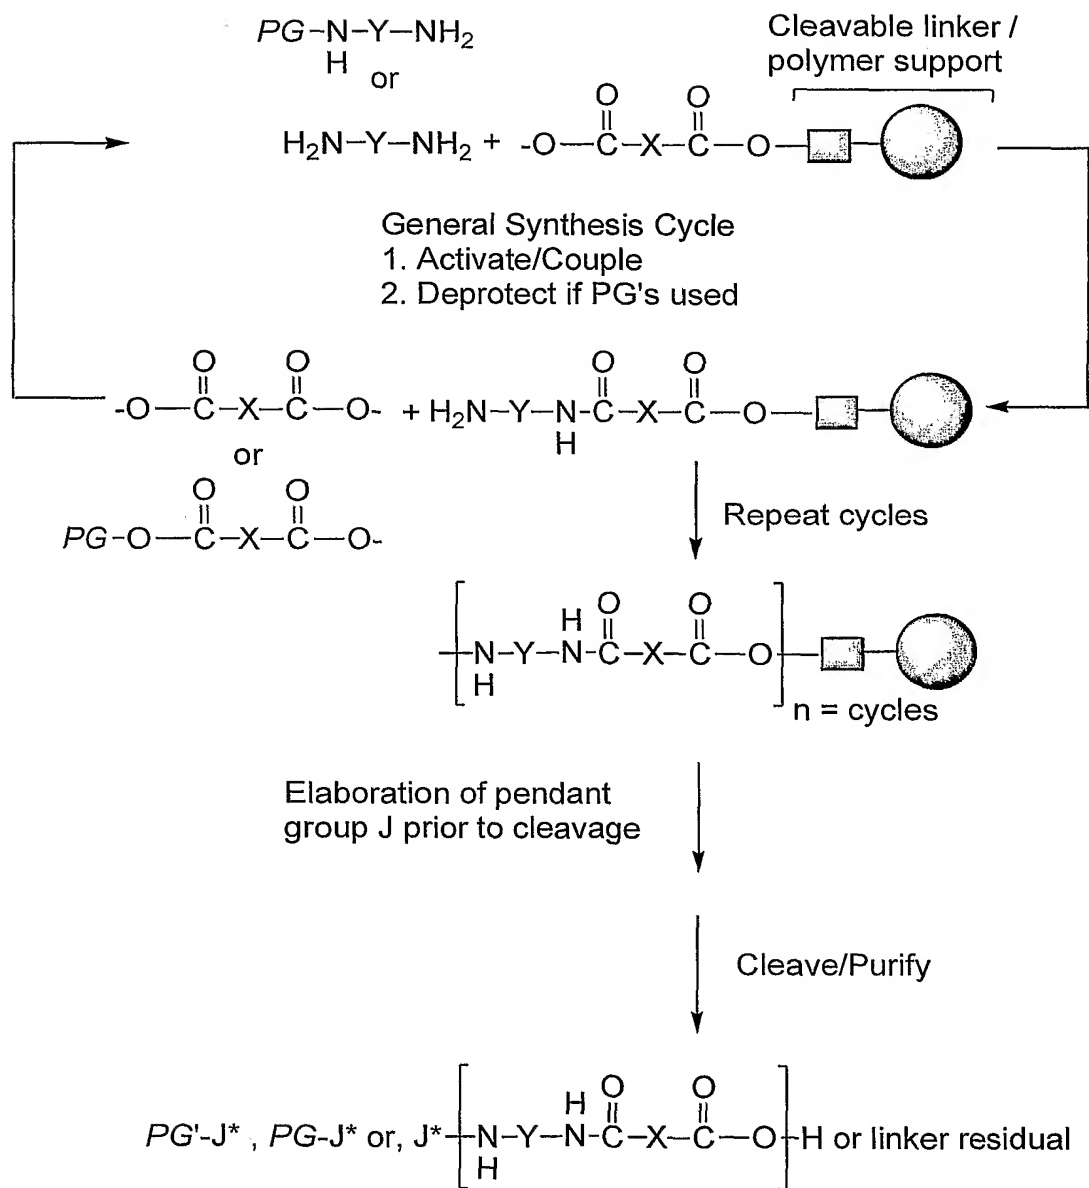 PG-N-Y-NH2
H
or
Cleavable linker /
polymer support
O O
H2N-Y-NH2 + -O-C-X-C-O
General Synthesis Cycle
1. Activate/Couple
2. Deprotect if PG's used
O O
-O-C-X-C-O- + H2N-Y-N-C-X-C-O
O O
H
or
O O
PG-O-C-X-C-O-
Repeat cycles
H O O
N-Y-N-C-X-C-O
H
n = cycles
Elaboration of pendant
group J prior to cleavage
Cleave/Purify
H O O
PG'-J* , PG-J* or, J*-N-Y-N-C-X-C-O-H or linker residual
H